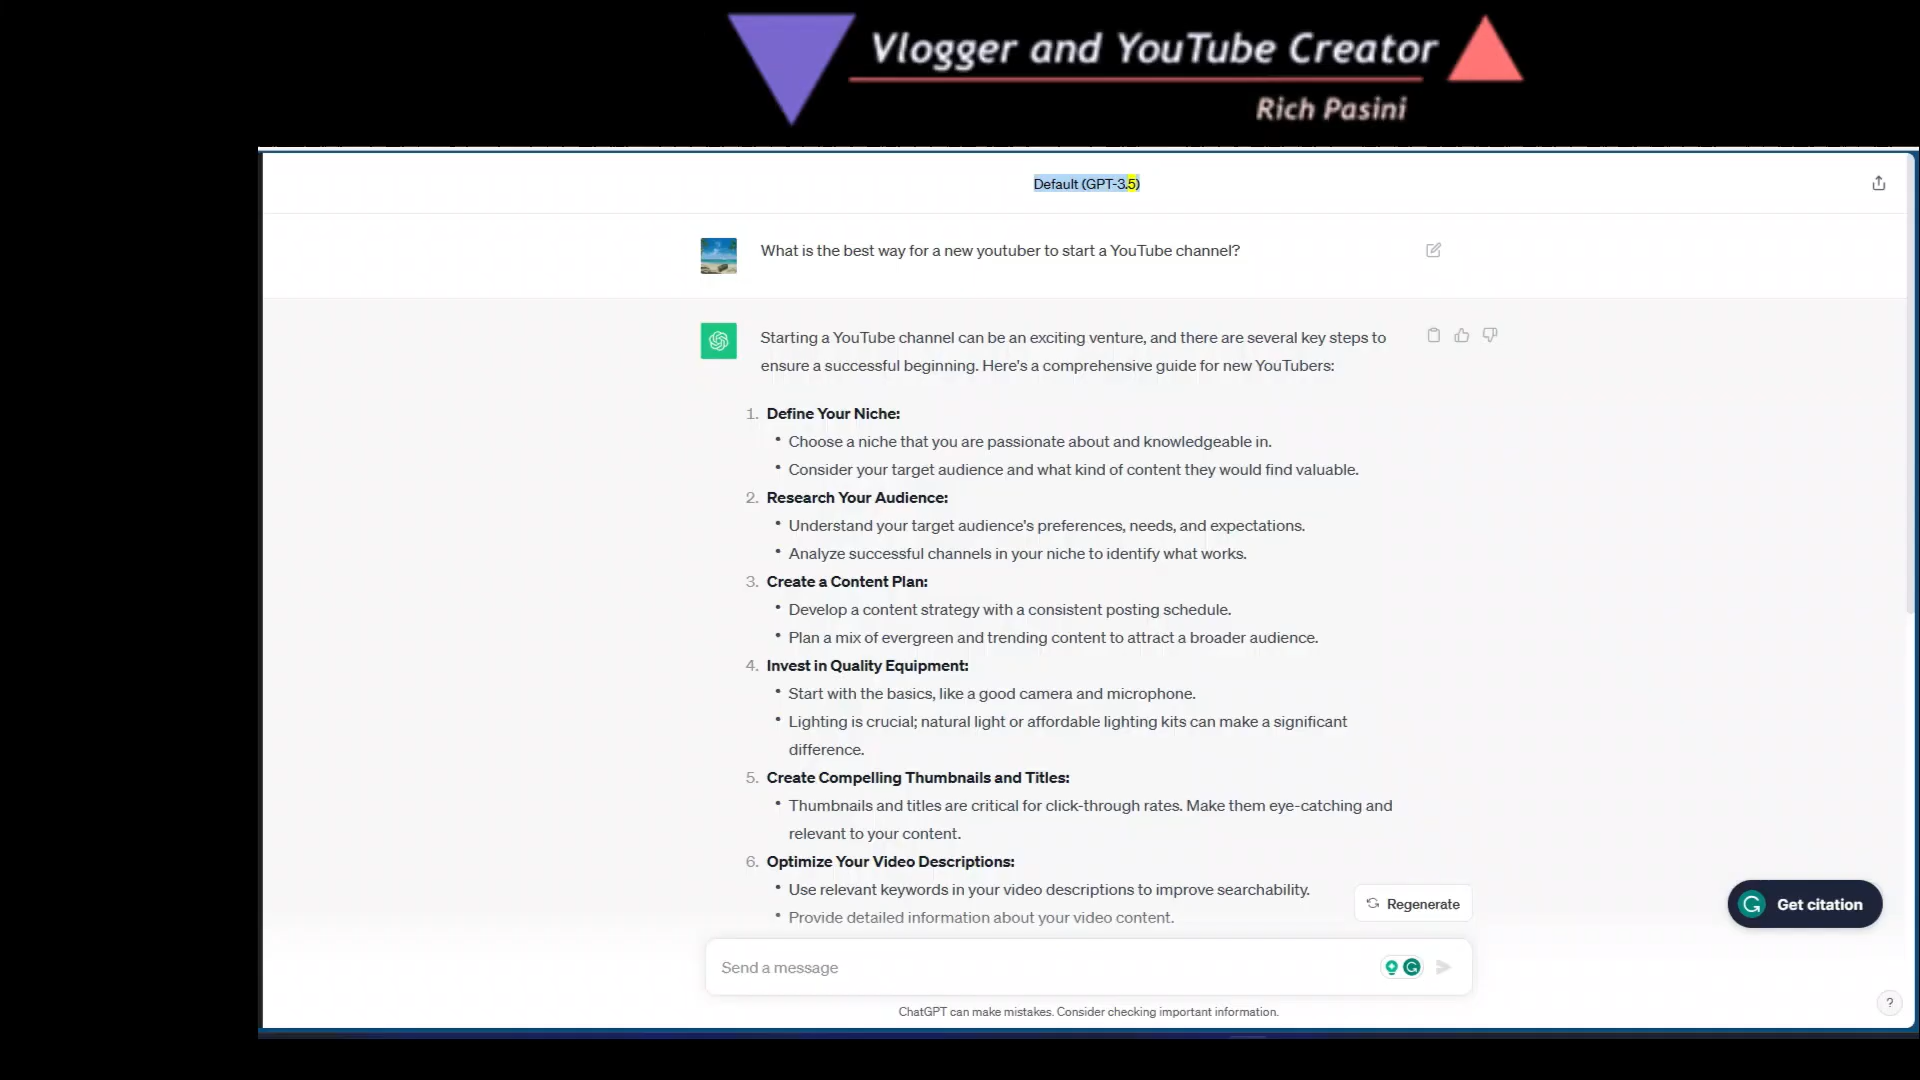 Vlogger and YouTube Creator
Rich Pasini
Default (GPT-3.5)
What is the best way for a new youtuber to start a YouTube channel?
Starting a YouTube channel can be an exciting venture, and there are several key steps to
ensure a successful beginning. Here's a comprehensive guide for new YouTubers:
1. Define Your Niche:
• Choose a niche that you are passionate about and knowledgeable in.
• Consider your target audience and what kind of content they would find valuable.
2. Research Your Audience:
• Understand your target audience's preferences, needs, and expectations.
• Analyze successful channels in your niche to identify what works.
3. Create a Content Plan:
• Develop a content strategy with a consistent posting schedule.
• Plan a mix of evergreen and trending content to attract a broader audience.
4. Invest in Quality Equipment:
• Start with the basics, like a good camera and microphone.
• Lighting is crucial; natural light or affordable lighting kits can make a significant
difference.
5. Create Compelling Thumbnails and Titles:
• Thumbnails and titles are critical for click-through rates. Make them eye-catching and
relevant to your content.
6. Optimize Your Video Descriptions:
• Use relevant keywords in your video descriptions to improve searchability.
• Provide detailed information about your video content.
Regenerate
Get citation
Send a message
ChatGPT can make mistakes. Consider checking important information.
?